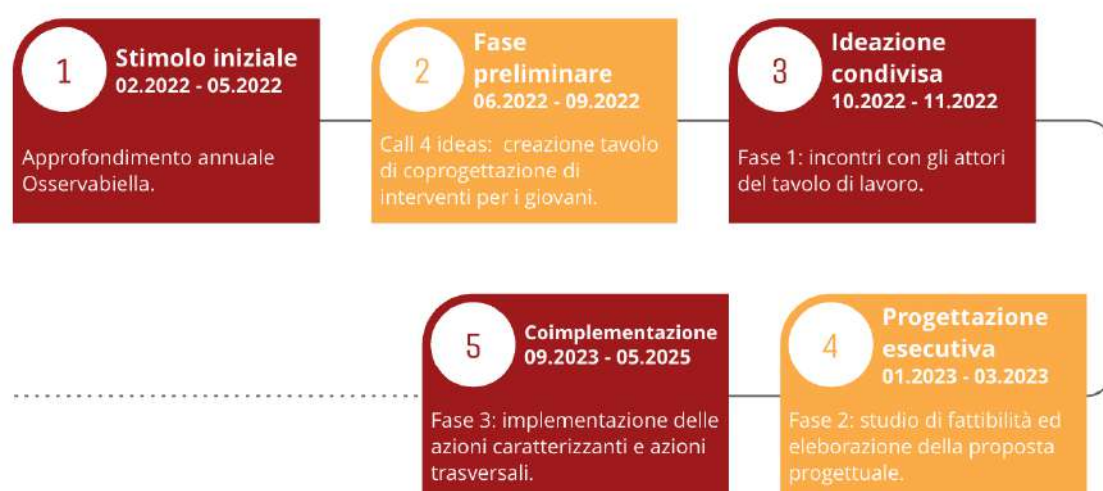 1
Stimolo iniziale
02.2022 - 05.2022
Approfondimento annuale
Osservabiella.
2
Fase
preliminare
06.2022 - 09.2022
Call 4 ideas: creazione tavolo
di coprogettazione di
interventi per i giovani.
3
Ideazione
condivisa
10.2022 - 11.2022
Fase 1: incontri con gli attori
del tavolo di lavoro.
4
Progettazione
esecutiva
01.2023 - 03.2023
Fase 2: studio di fattibilità ed
eleborazione della proposta
progettuale.
5
Coimplementazione
09.2023 - 05.2025
Fase 3: implementazione delle
azioni caratterizzanti e azioni
trasversali.